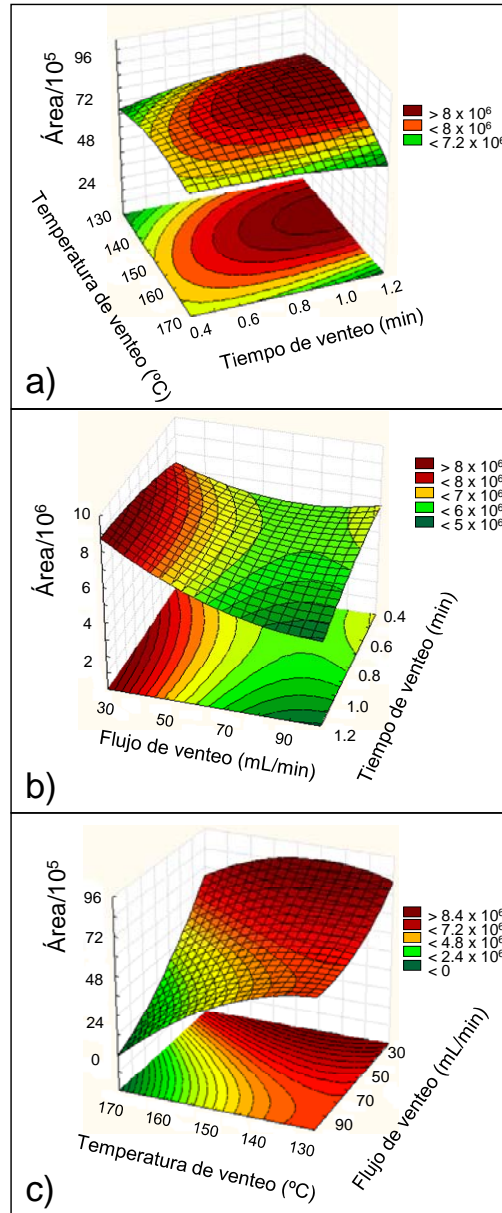 Área/10⁵
96
72
48
24
> 8 x 10⁶
< 8 x 10⁶
< 7.2 x 10⁶
130
140
150
160
170
Temperatura de venteo (ºC)
0.4
0.6
0.8
1.0
1.2
Tiempo de venteo (min)
a)
Área/10⁶
10
8
6
4
2
> 8 x 10⁶
< 8 x 10⁶
< 7 x 10⁶
< 6 x 10⁶
< 5 x 10⁶
30
50
70
90
Flujo de venteo (mL/min)
0.4
0.6
0.8
1.0
1.2
Tiempo de venteo (min)
b)
Área/10⁵
96
72
48
24
0
> 8.4 x 10⁶
< 7.2 x 10⁶
< 4.8 x 10⁶
< 2.4 x 10⁶
< 0
170
160
150
140
130
Temperatura de venteo (ºC)
30
50
70
90
Flujo de venteo (mL/min)
c)